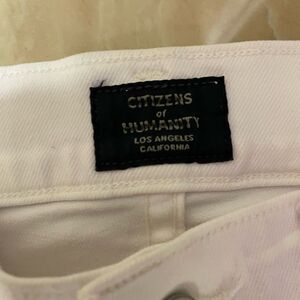 CITIZENS
of
HUMANITY
LOS ANGELES
CALIFORNIA